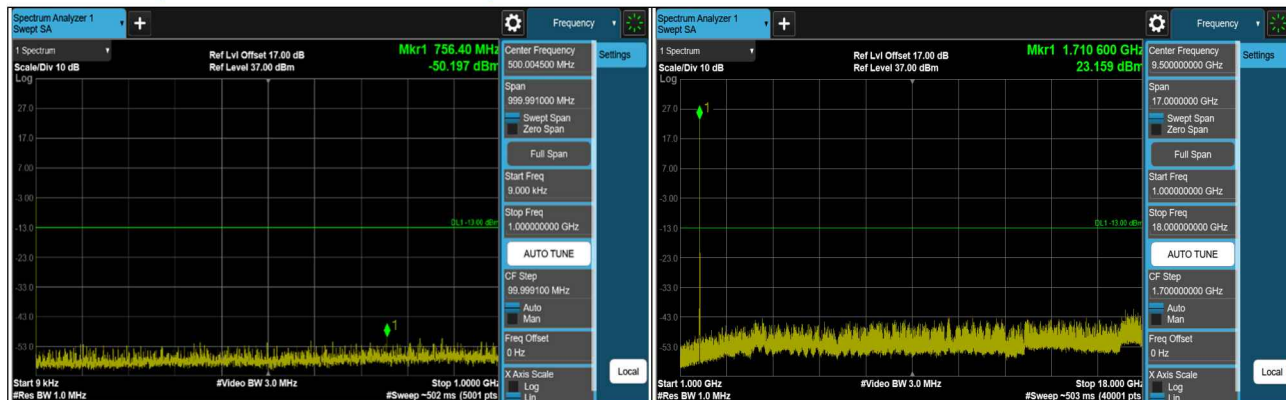 Spectrum Analyzer 1
Swept SA
+
Frequency
1 Spectrum
Scale/Div 10 dB
Log
Ref Lvl Offset 17.00 dB
Ref Level 37.00 dBm
Mkr1 756.40 MHz
-50.197 dBm
27.0
17.0
7.00
-3.00
-13.0
-23.0
-33.0
-43.0
-53.0
DL1 -13.00 dBm
1
Start 9 kHz
#Res BW 1.0 MHz
#Video BW 3.0 MHz
Stop 1.0000 GHz
#Sweep ~502 ms (5001 pts)
Center Frequency
500.004500 MHz
Settings
Span
999.991000 MHz
Swept Span
Zero Span
Full Span
Start Freq
9.000 kHz
Stop Freq
1.000000000 GHz
AUTO TUNE
CF Step
99.999100 MHz
Auto
Man
Freq Offset
0 Hz
X Axis Scale
Log
Lin
Local
Spectrum Analyzer 1
Swept SA
+
Frequency
1 Spectrum
Scale/Div 10 dB
Log
Ref Lvl Offset 17.00 dB
Ref Level 37.00 dBm
Mkr1 1.710 600 GHz
23.159 dBm
27.0
17.0
7.00
-3.00
-13.0
-23.0
-33.0
-43.0
-53.0
DL1 -13.00 dBm
1
Start 1.000 GHz
#Res BW 1.0 MHz
#Video BW 3.0 MHz
Stop 18.000 GHz
#Sweep ~503 ms (40001 pts)
Center Frequency
9.500000000 GHz
Settings
Span
17.0000000 GHz
Swept Span
Zero Span
Full Span
Start Freq
1.000000000 GHz
Stop Freq
18.000000000 GHz
AUTO TUNE
CF Step
1.700000000 GHz
Auto
Man
Freq Offset
0 Hz
X Axis Scale
Log
Lin
Local